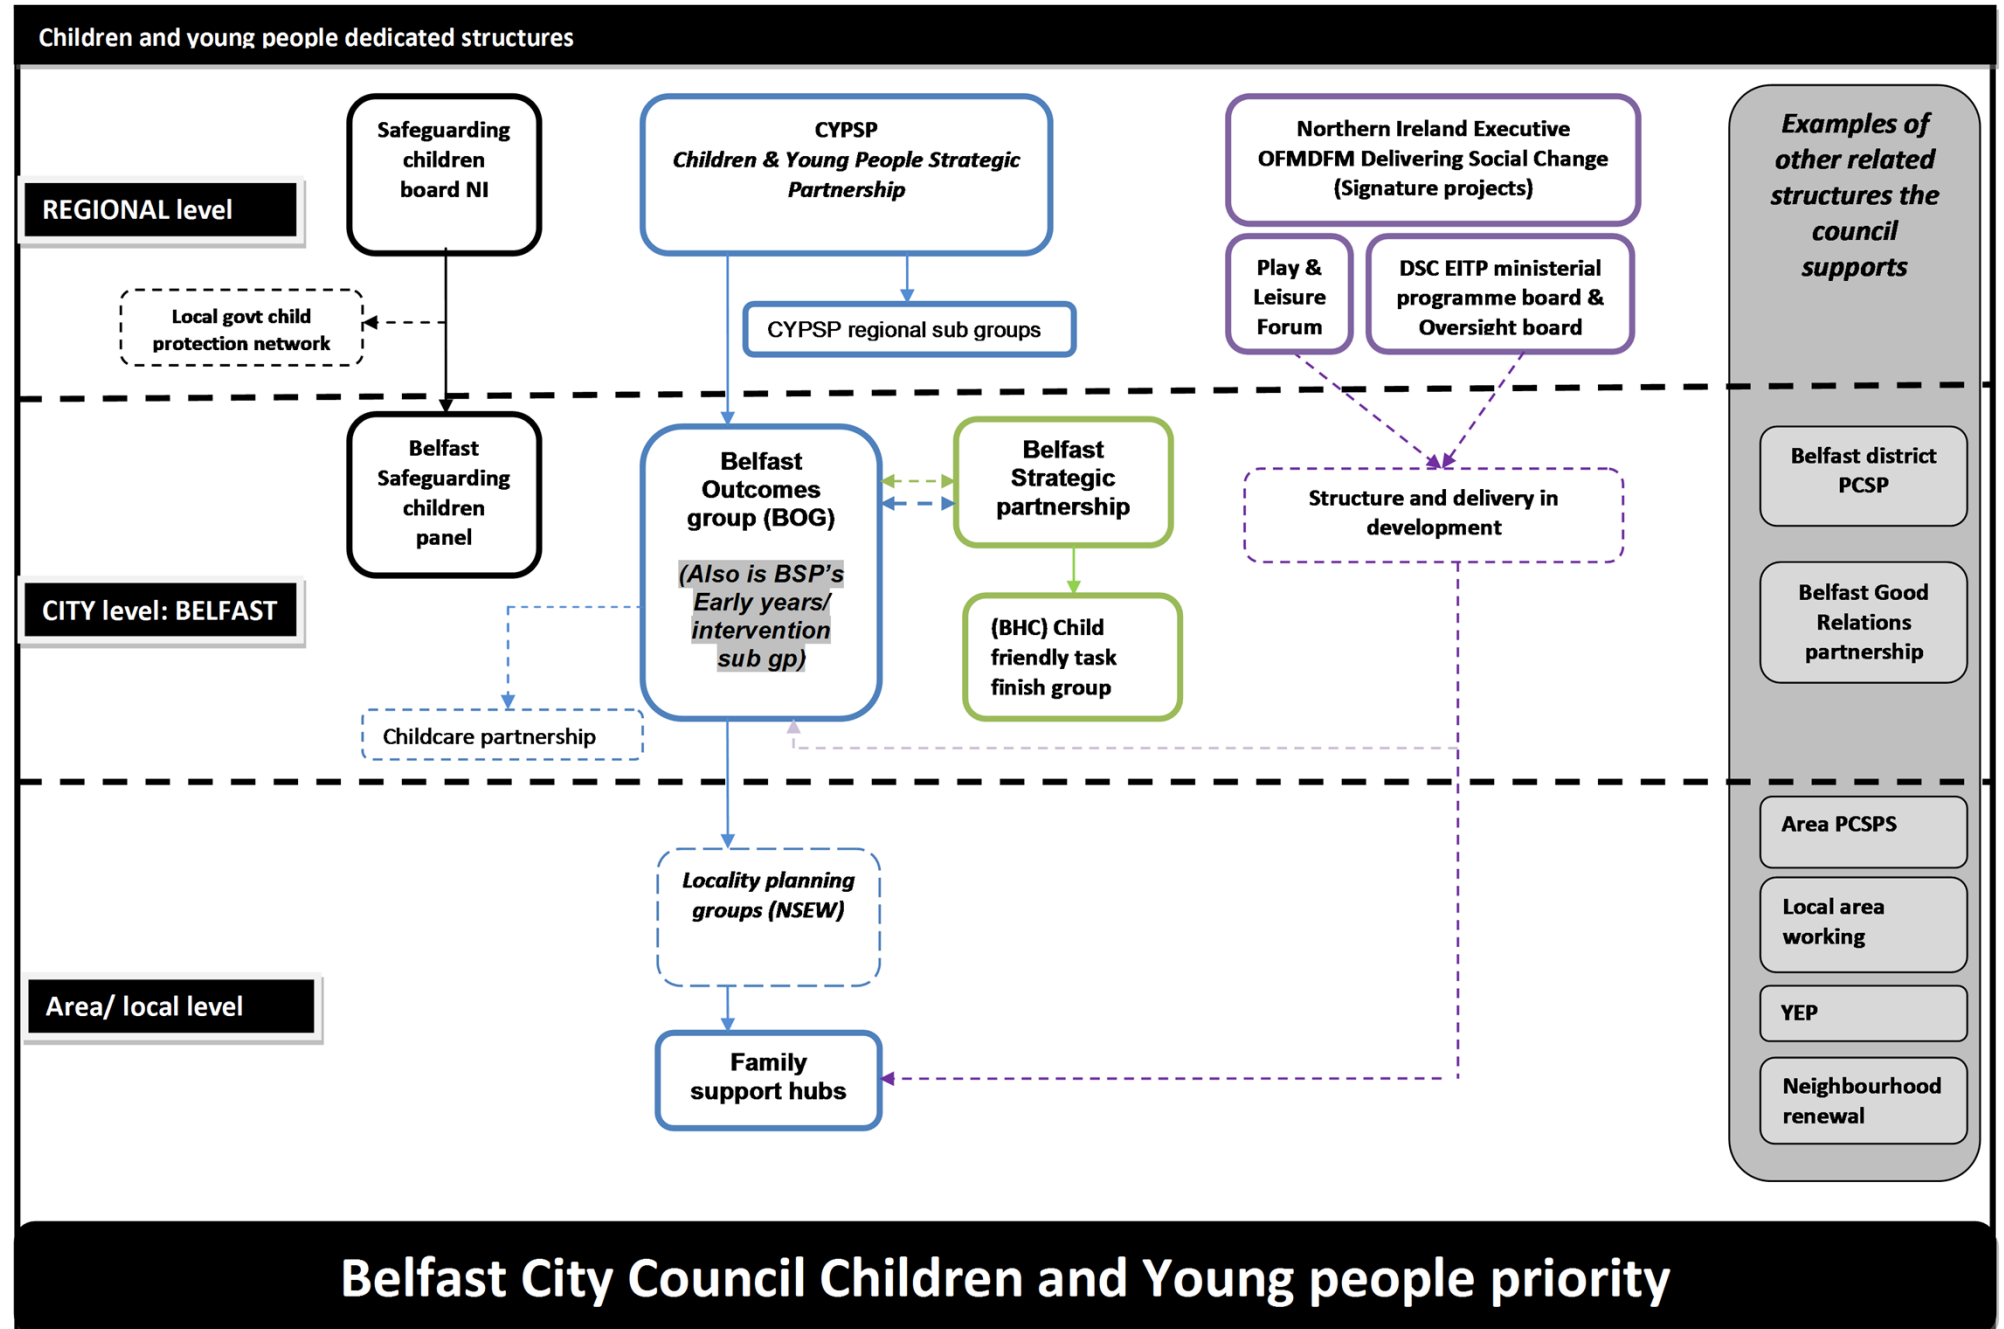 Children and young people dedicated structures
REGIONAL level
Safeguarding
children
board NI
CYPSP
Children & Young People Strategic
Partnership
Northern Ireland Executive
OFMDFM Delivering Social Change
(Signature projects)
Examples of
other related
structures the
council
supports
Local govt child
protection network
CYPSP regional sub groups
Play &
Leisure
Forum
DSC EITP ministerial
programme board &
Oversight board
CITY level: BELFAST
Belfast
Safeguarding
children
panel
Belfast
Outcomes
group (BOG)
(Also is BSP's
Early years/
intervention
sub gp)
Belfast
Strategic
partnership
(BHC) Child
friendly task
finish group
Structure and delivery in
development
Belfast district
PCSP
Belfast Good
Relations
partnership
Childcare partnership
Area/ local level
Locality planning
groups (NSEW)
Family
support hubs
Area PCSPS
Local area
working
YEP
Neighbourhood
renewal
Belfast City Council Children and Young people priority